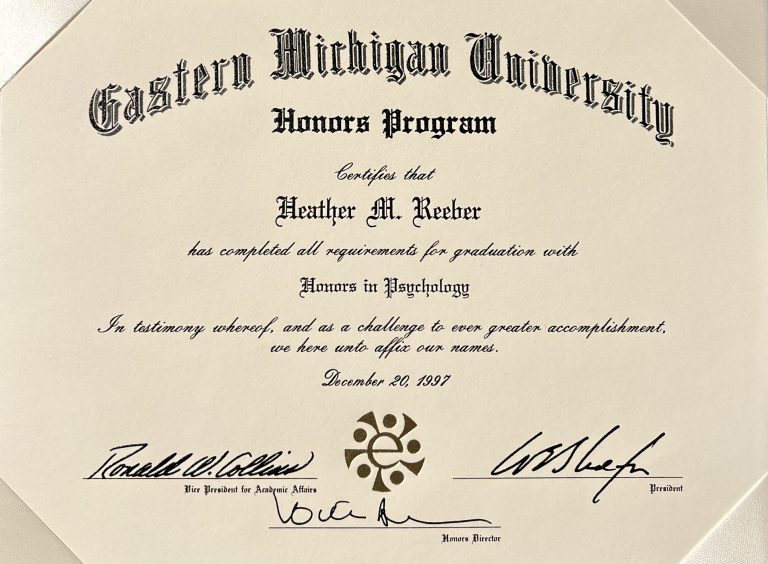 Eastern Michigan University
Honors Program
Certifies that
Heather M. Reeber
has completed all requirements for graduation with
Honors in Psychology
In testimony whereof, and as a challenge to ever greater accomplishment,
we here unto affix our names.
December 20, 1997
e
Ronald W. Collins
Vice President for Academic Affairs
President
Honors Director